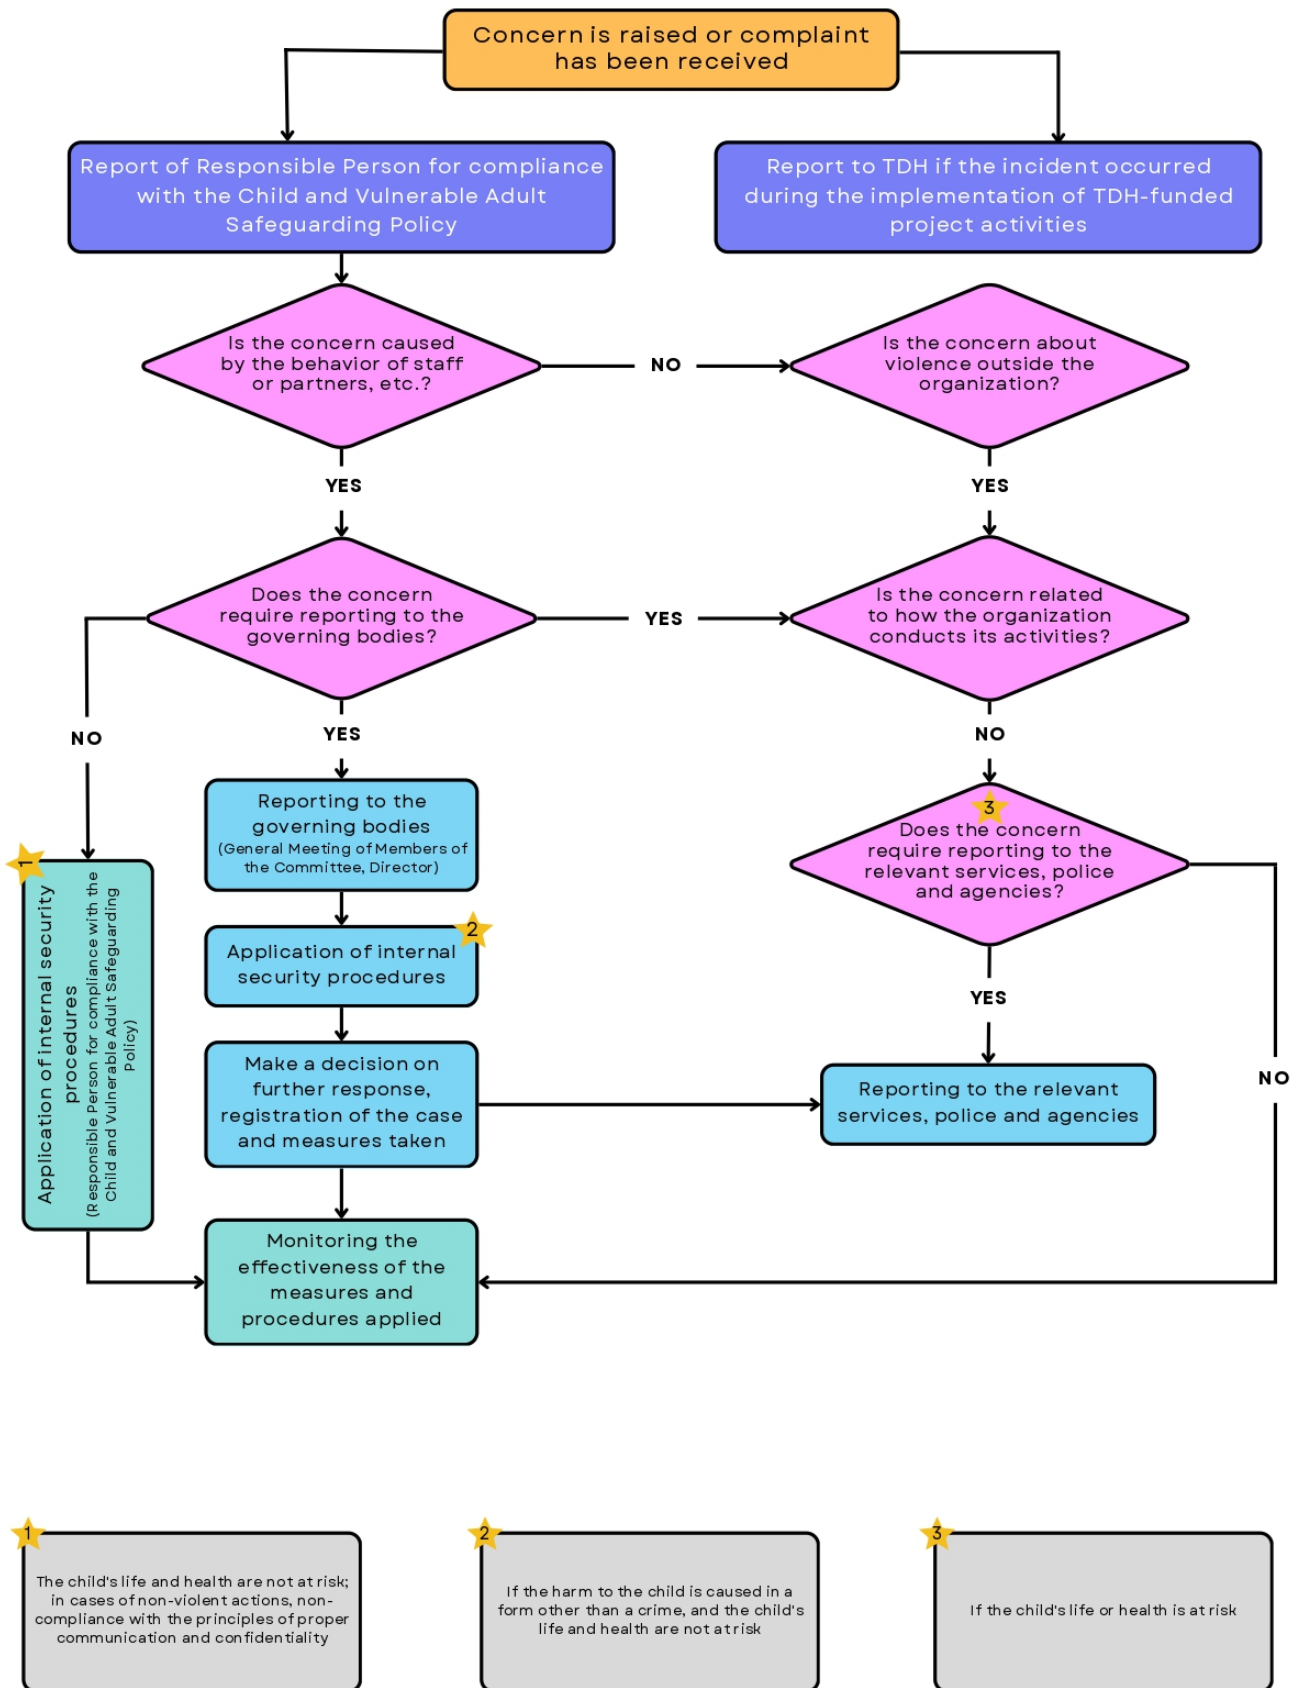 Concern is raised or complaint
has been received
Report of Responsible Person for compliance
with the Child and Vulnerable Adult
Safeguarding Policy
Report to TDH if the incident occurred
during the implementation of TDH-funded
project activities
Is the concern caused
by the behavior of staff
or partners, etc.?
NO
Is the concern about
violence outside the
organization?
YES
YES
Does the concern
require reporting to the
governing bodies?
YES
Is the concern related
to how the organization
conducts its activities?
NO
YES
NO
Reporting to the
governing bodies
(General Meeting of Members of
the Committee, Director)
3
Does the concern
require reporting to the
relevant services, police
and agencies?
1
Application of internal security
procedures
(Responsible Person for compliance with the
Child and Vulnerable Adult Safeguarding
Policy)
2
Application of internal
security procedures
YES
Make a decision on
further response,
registration of the case
and measures taken
Reporting to the relevant
services, police and agencies
NO
Monitoring the
effectiveness of the
measures and
procedures applied
1
The child's life and health are not at risk;
in cases of non-violent actions, non-
compliance with the principles of proper
communication and confidentiality
2
If the harm to the child is caused in a
form other than a crime, and the child's
life and health are not at risk
3
If the child's life or health is at risk